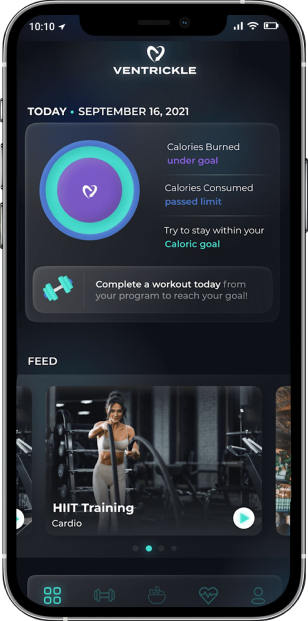 10:10
VENTRICKLE
TODAY • SEPTEMBER 16, 2021
Calories Burned
under goal
Calories Consumed
passed limit
Try to stay within your
Caloric goal
Complete a workout today from
your program to reach your goal!
FEED
HIIT Training
Cardio